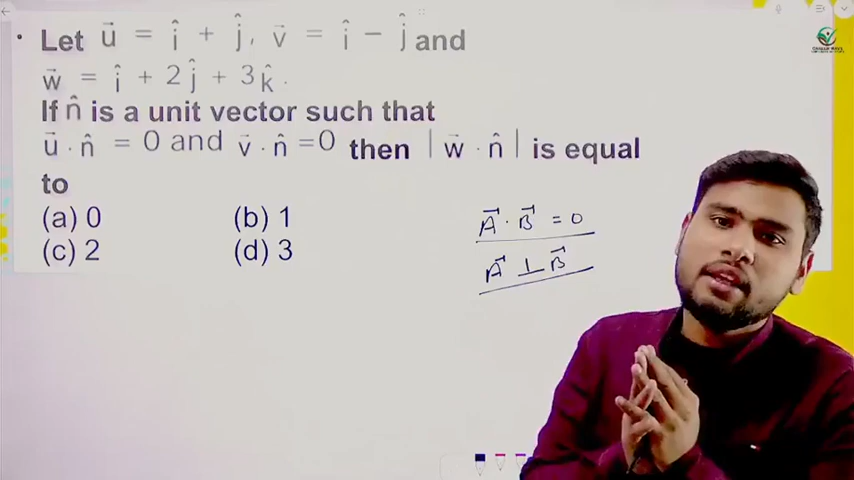 • Let u⃗ = î + ĵ, v⃗ = î − ĵ and
w⃗ = î + 2ĵ + 3k̂.
If n̂ is a unit vector such that
u⃗ · n̂ = 0 and v⃗ · n̂ =0 then |w⃗ · n̂| is equal
to
(a) 0 (b) 1
(c) 2 (d) 3
A⃗ · B⃗ = 0
A⃗ ⊥ B⃗